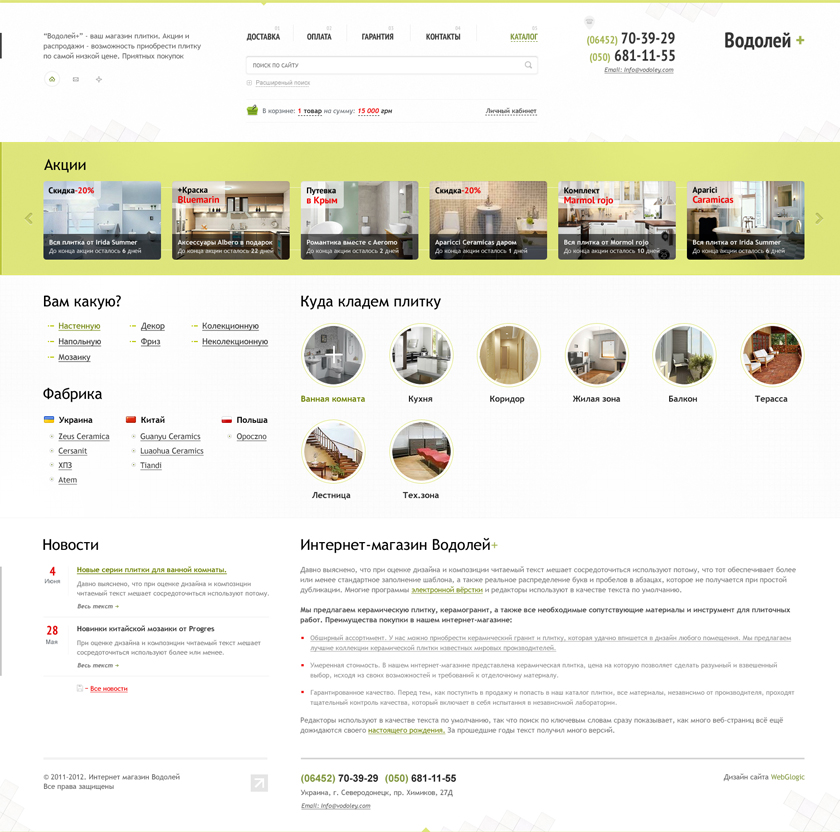 “Водолей+” - ваш магазин плитки. Акции и
распродажи - возможность приобрести плитку
по самой низкой цене. Приятных покупок
01 02 03 04 05
ДОСТАВКА ОПЛАТА ГАРАНТИЯ КОНТАКТЫ КАТАЛОГ
ПОИСК ПО САЙТУ
Расширеный поиск
В корзине: 1 товар на сумму: 15 000 грн
Личный кабинет
(06452) 70-39-29
(050) 681-11-55
Email: info@vodoley.com
Водолей +
Акции
Скидка-20%
Вся плитка от Irida Summer
До конца акции осталось 6 дней
+Краска
Bluemarin
Аксессуары Albero в подарок
До конца акции осталось 22 дней
Путевка
в Крым
Романтика вместе с Aeromo
До конца акции осталось 2 дней
Скидка-20%
Aparicci Ceramicas даром
До конца акции осталось 1 дней
Комплект
Marmol rojo
Вся плитка от Mormol rojo
До конца акции осталось 10 дней
Aparici
Caramicas
Вся плитка от Irida Summer
До конца акции осталось 6 дней
Вам какую?
Настенную Декор Колекционную
Напольную Фриз Неколекционную
Мозаику
Фабрика
Украина Китай Польша
Zeus Ceramica Guanyu Ceramics Opoczno
Cersanit Luaohua Ceramics
ХПЗ Tiandi
Atem
Куда кладем плитку
Ванная комната Кухня Коридор Жилая зона Балкон Терасса
Лестница Тех.зона
Новости
4
Июня
Новые серии плитки для ванной комнаты.
Давно выяснено, что при оценке дизайна и композиции
читаемый текст мешает сосредоточиться используют потому.
Весь текст
28
Мая
Новинки китайской мозаики от Progres
При оценке дизайна и композиции читаемый текст мешает
сосредоточиться используют более или менее.
Весь текст
– Все новости
Интернет-магазин Водолей+
Давно выяснено, что при оценке дизайна и композиции читаемый текст мешает сосредоточиться используют потому, что тот обеспечивает более
или менее стандартное заполнение шаблона, а также реальное распределение букв и пробелов в абзацах, которое не получается при простой
дубликации. Многие программы электронной вёрстки и редакторы используют в качестве текста по умолчанию.
Мы предлагаем керамическую плитку, керамогранит, а также все необходимые сопутствующие материалы и инструмент для плиточных
работ. Преимущества покупки в нашем интернет-магазине:
Обширный ассортимент. У нас можно приобрести керамический гранит и плитку, которая удачно впишется в дизайн любого помещения. Мы предлагаем
лучшие коллекции керамической плитки известных мировых производителей.
Умеренная стоимость. В нашем интернет-магазине представлена керамическая плитка, цена на которую позволяет сделать разумный и взвешенный
выбор, исходя из своих возможностей и требований к отделочному материалу.
Гарантированное качество. Перед тем, как поступить в продажу и попасть в наш каталог плитки, все материалы, независимо от производителя, проходят
тщательный контроль качества, который включает в себя испытания в независимой лаборатории.
Редакторы используют в качестве текста по умолчанию, так что поиск по ключевым словам сразу показывает, как много веб-страниц всё ещё
дожидаются своего настоящего рождения. За прошедшие годы текст получил много версий.
© 2011-2012. Интернет магазин Водолей
Все права защищены
(06452) 70-39-29 (050) 681-11-55
Украина, г. Северодонецк, пр. Химиков, 27Д
Email: info@vodoley.com
Дизайн сайта WebGlogic